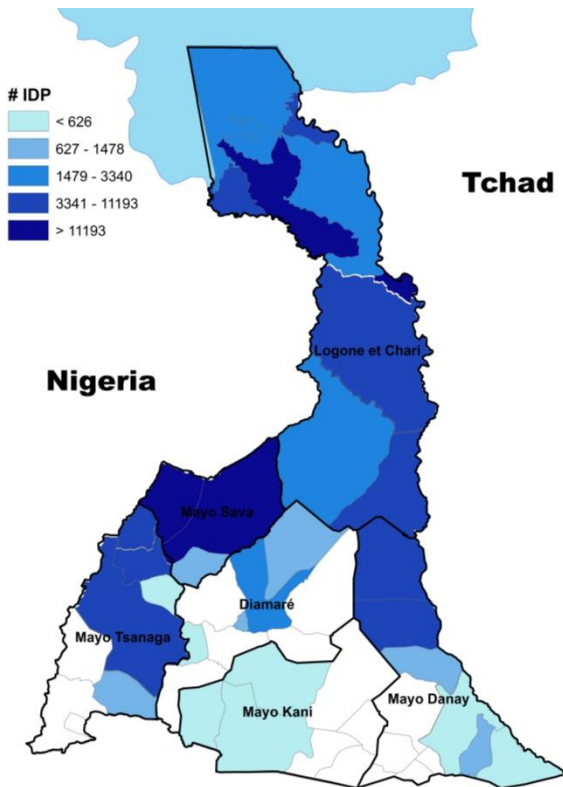 # IDP
< 626
627 - 1478
1479 - 3340
3341 - 11193
> 11193
Tchad
Logone et Chari
Nigeria
Mayo Sava
Diamaré
Mayo Tsanaga
Mayo Danay
Mayo Kani